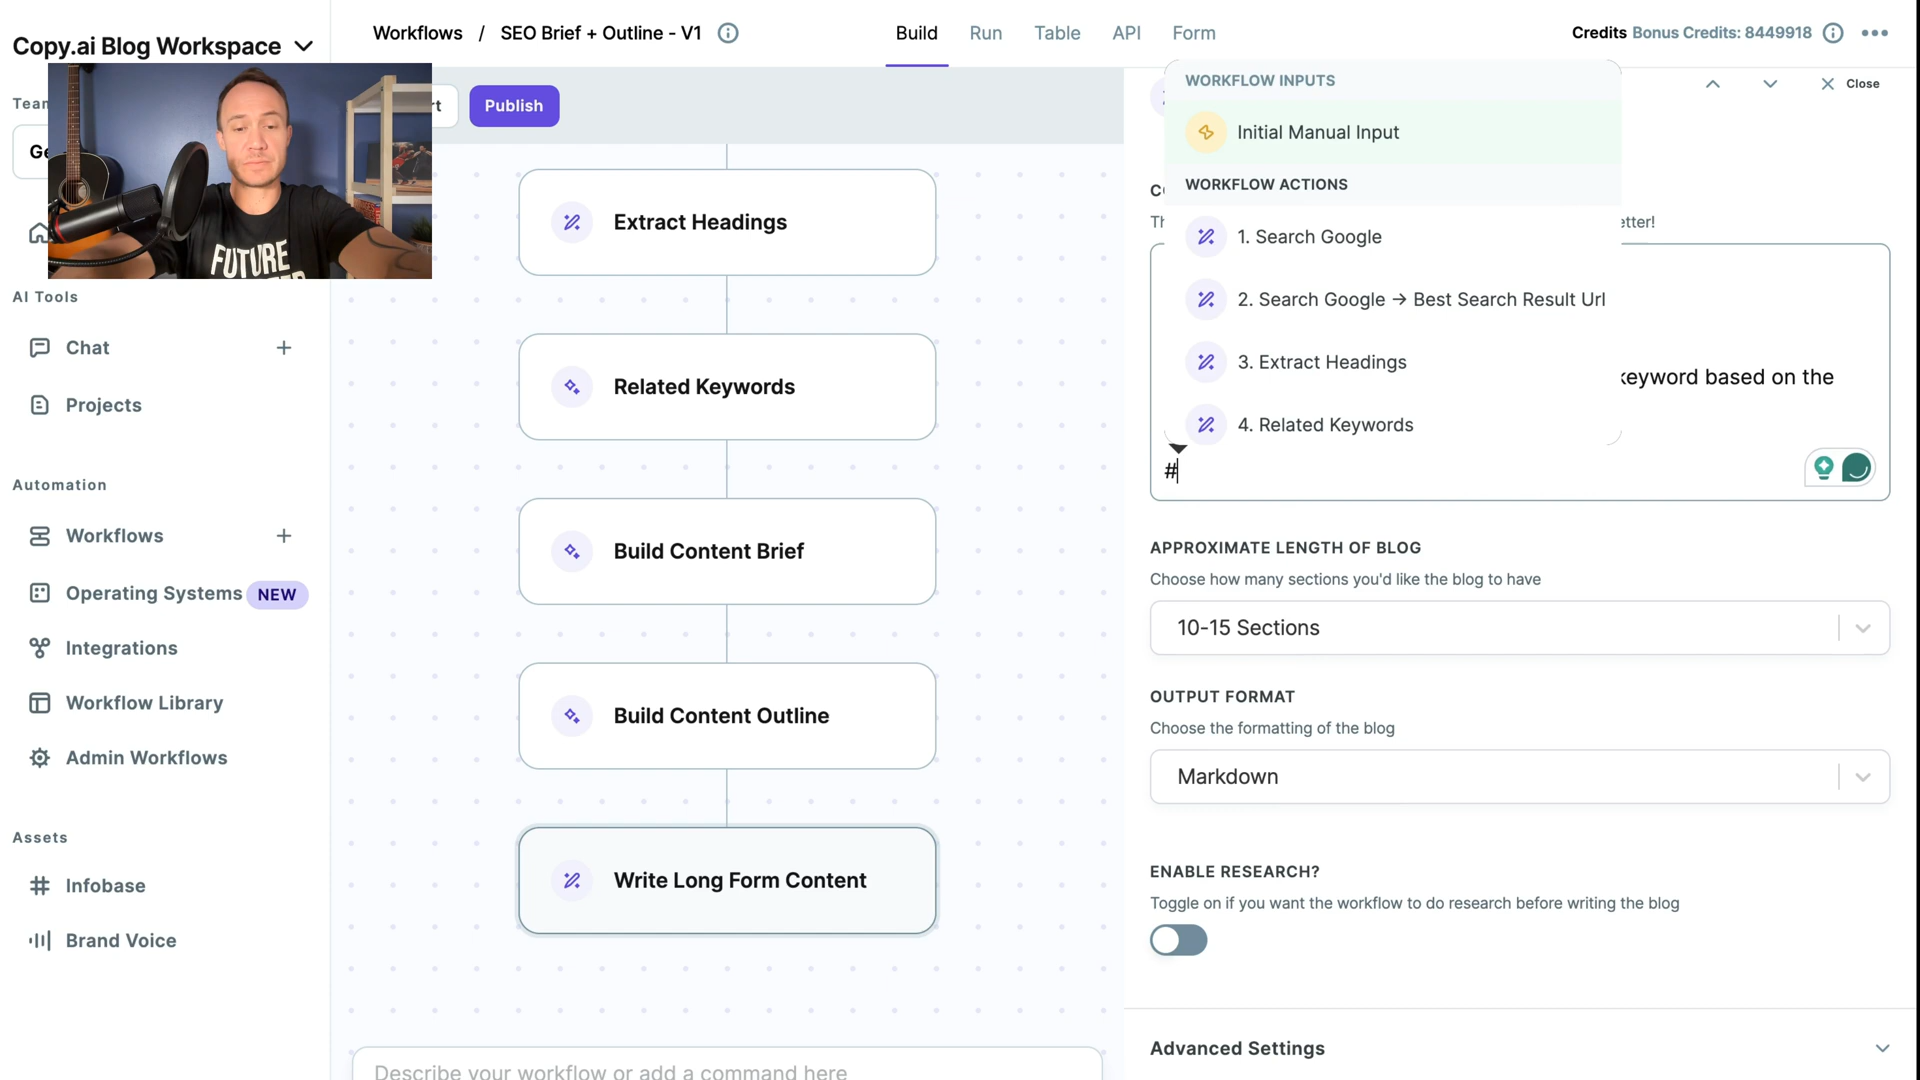 Copy.ai Blog Workspace
Workflows / SEO Brief + Outline - V1
Build
Run
Table
API
Form
Credits Bonus Credits: 8449918
Publish
FUTURE
AI Tools
Chat
Projects
Automation
Workflows
Operating Systems NEW
Integrations
Workflow Library
Admin Workflows
Assets
Infobase
Brand Voice
Extract Headings
Related Keywords
Build Content Brief
Build Content Outline
Write Long Form Content
Describe your workflow or add a command here
WORKFLOW INPUTS
Initial Manual Input
WORKFLOW ACTIONS
1. Search Google
2. Search Google → Best Search Result Url
3. Extract Headings
4. Related Keywords
Close
keyword based on the
#
APPROXIMATE LENGTH OF BLOG
Choose how many sections you'd like the blog to have
10-15 Sections
OUTPUT FORMAT
Choose the formatting of the blog
Markdown
ENABLE RESEARCH?
Toggle on if you want the workflow to do research before writing the blog
Advanced Settings